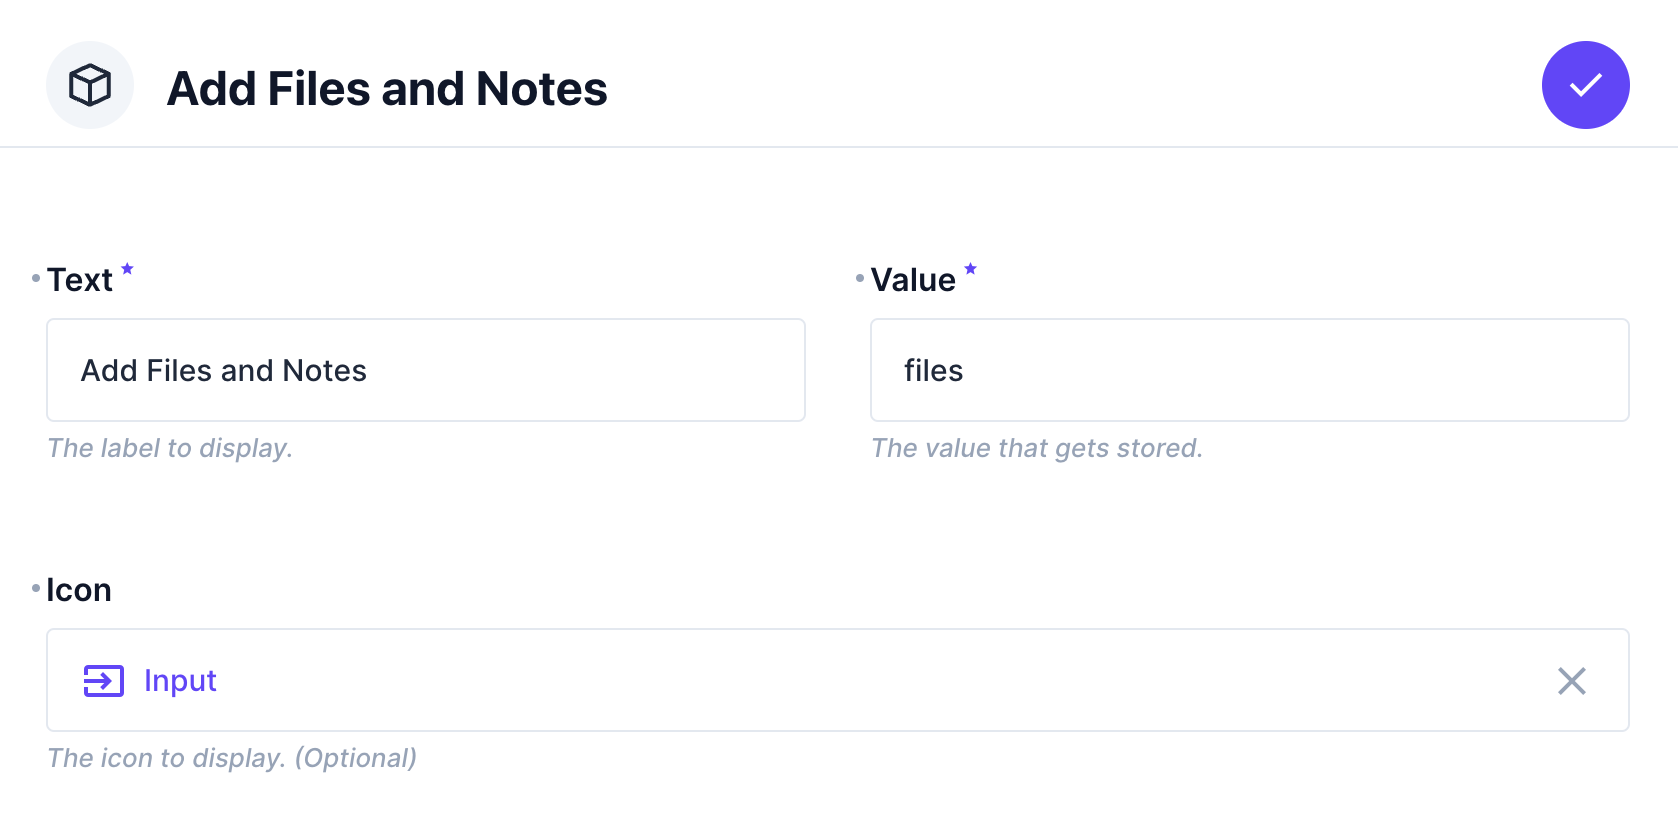 Add Files and Notes
Text
Value
Add Files and Notes
files
The label to display.
The value that gets stored.
Icon
Input
The icon to display. (Optional)